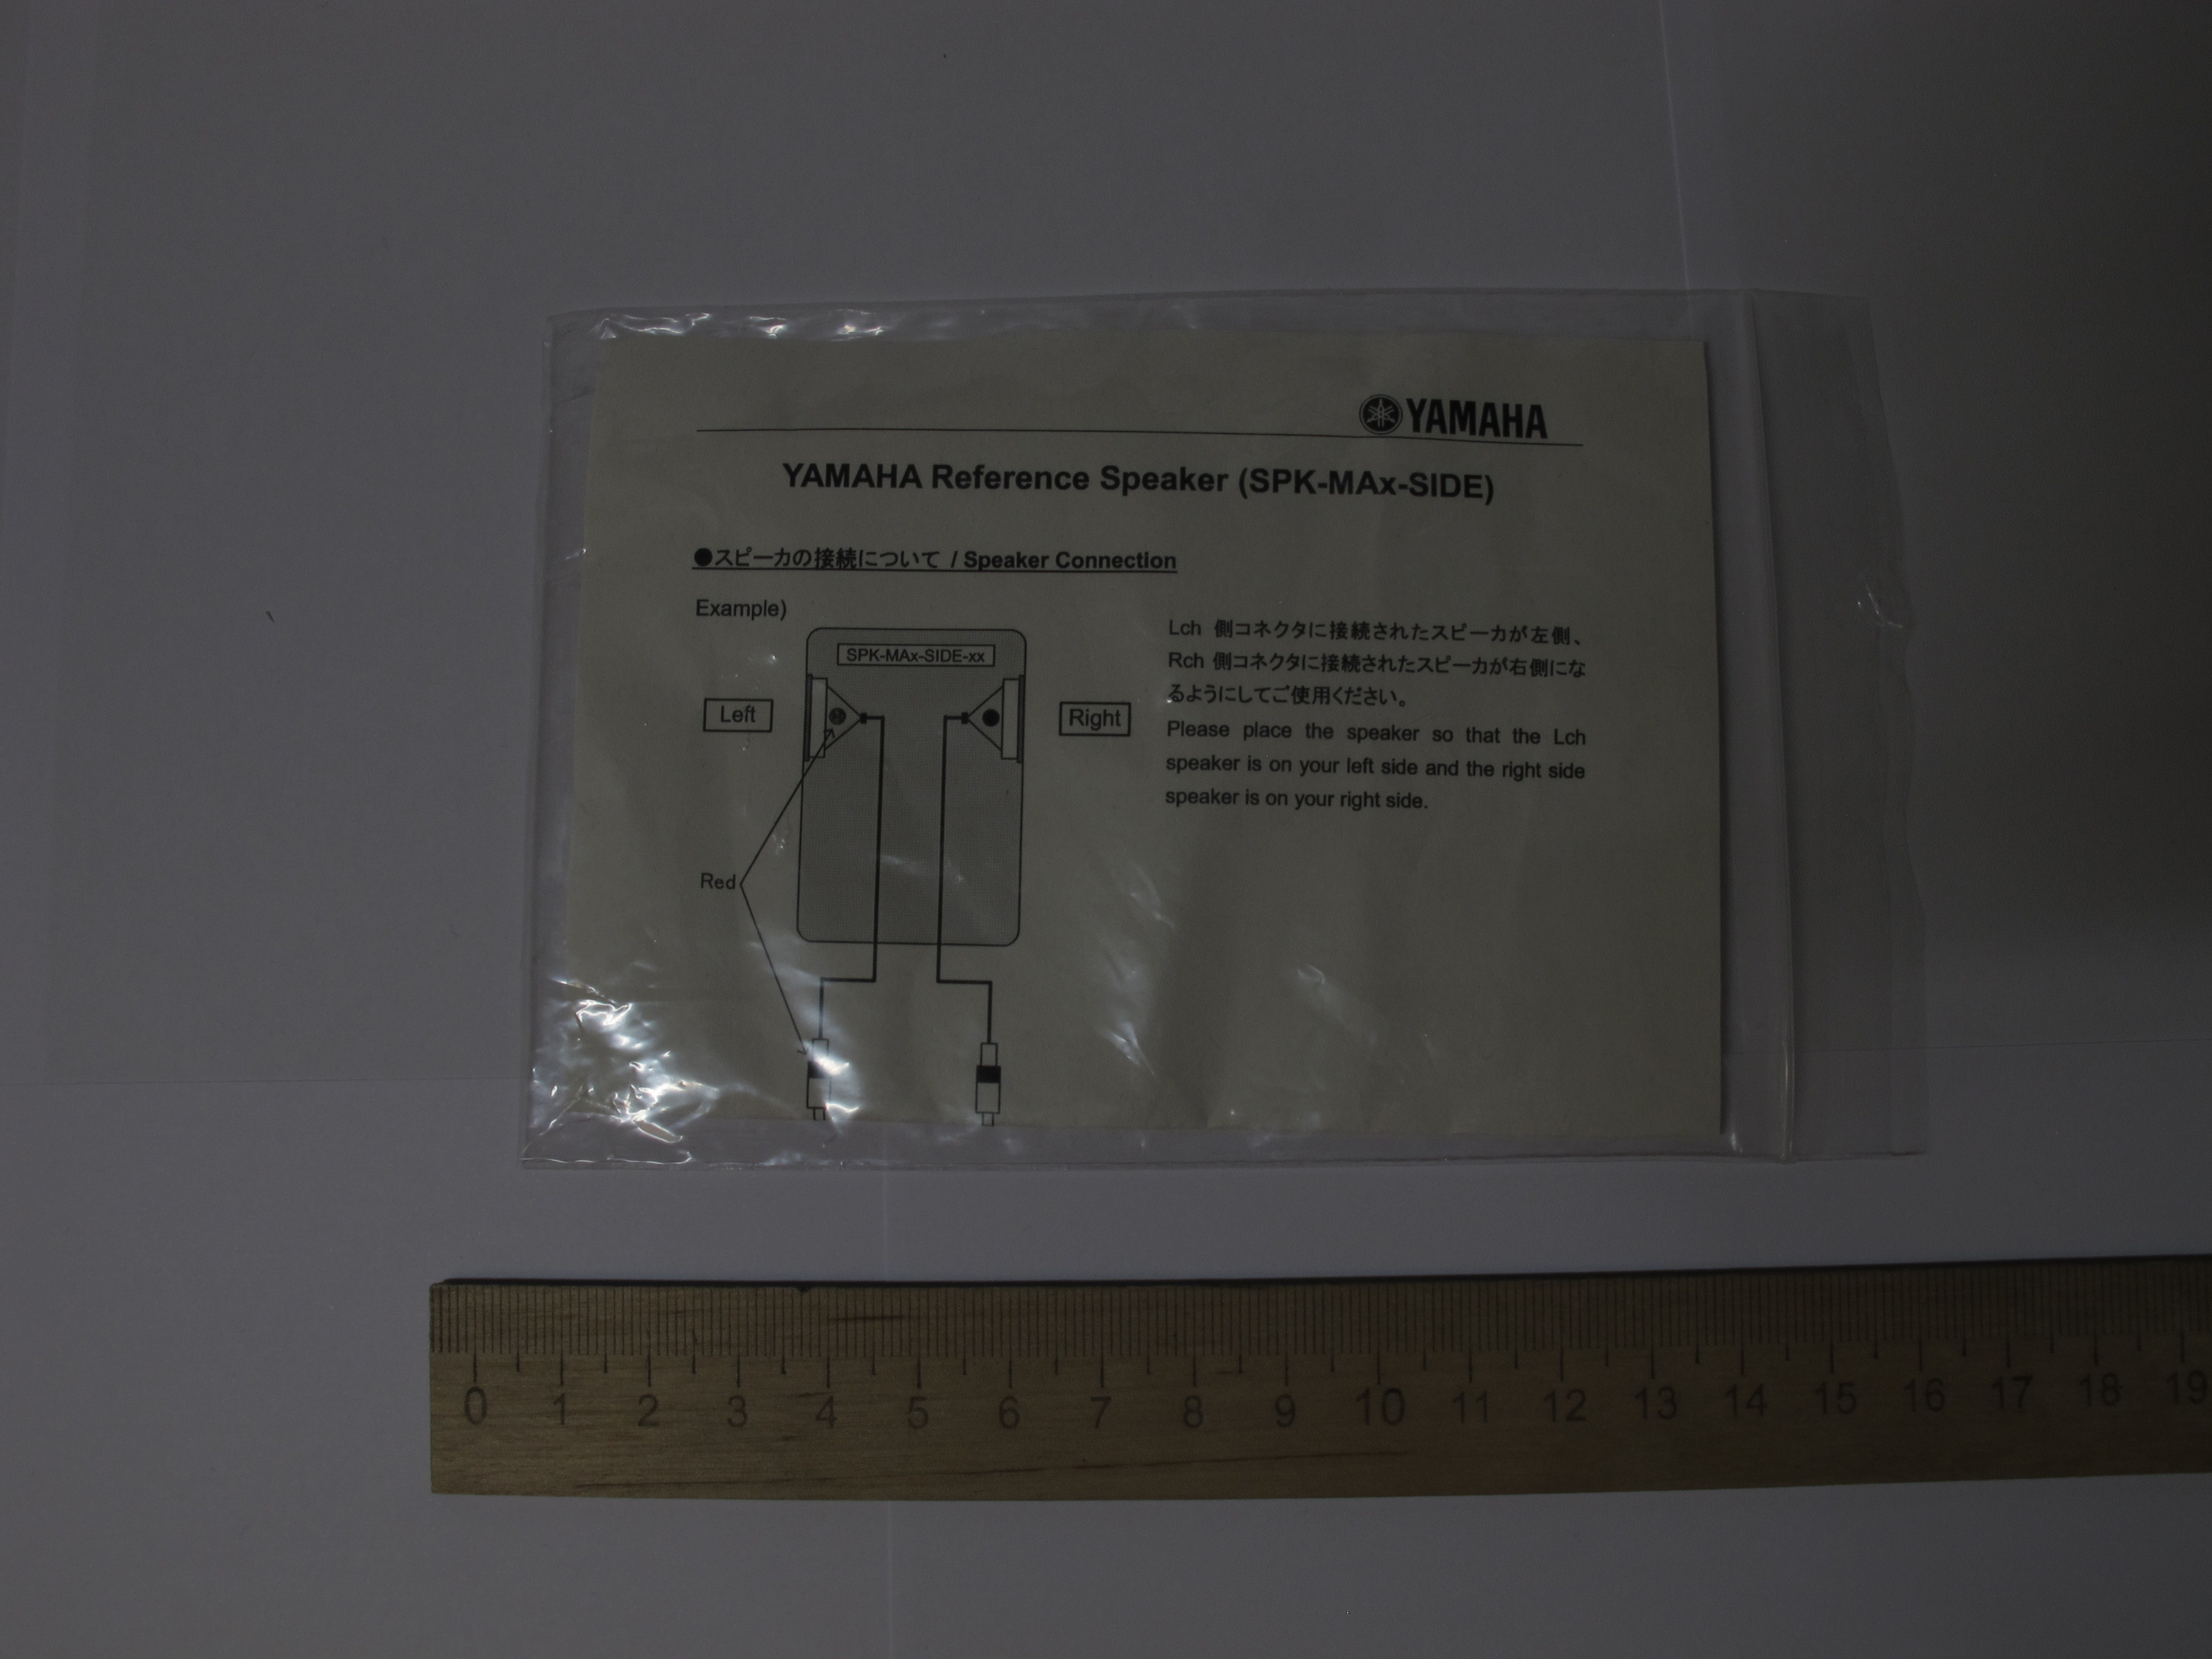 YAMAHA
YAMAHA Reference Speaker (SPK-MAx-SIDE)
●スピーカの接続について / Speaker Connection
Example)
SPK-MAx-SIDE-xx
Left
Right
Red
Lch 側コネクタに接続されたスピーカが左側、
Rch 側コネクタに接続されたスピーカが右側にな
るようにしてご使用ください。
Please place the speaker so that the Lch
speaker is on your left side and the right side
speaker is on your right side.
0 1 2 3 4 5 6 7 8 9 10 11 12 13 14 15 16 17 18 19